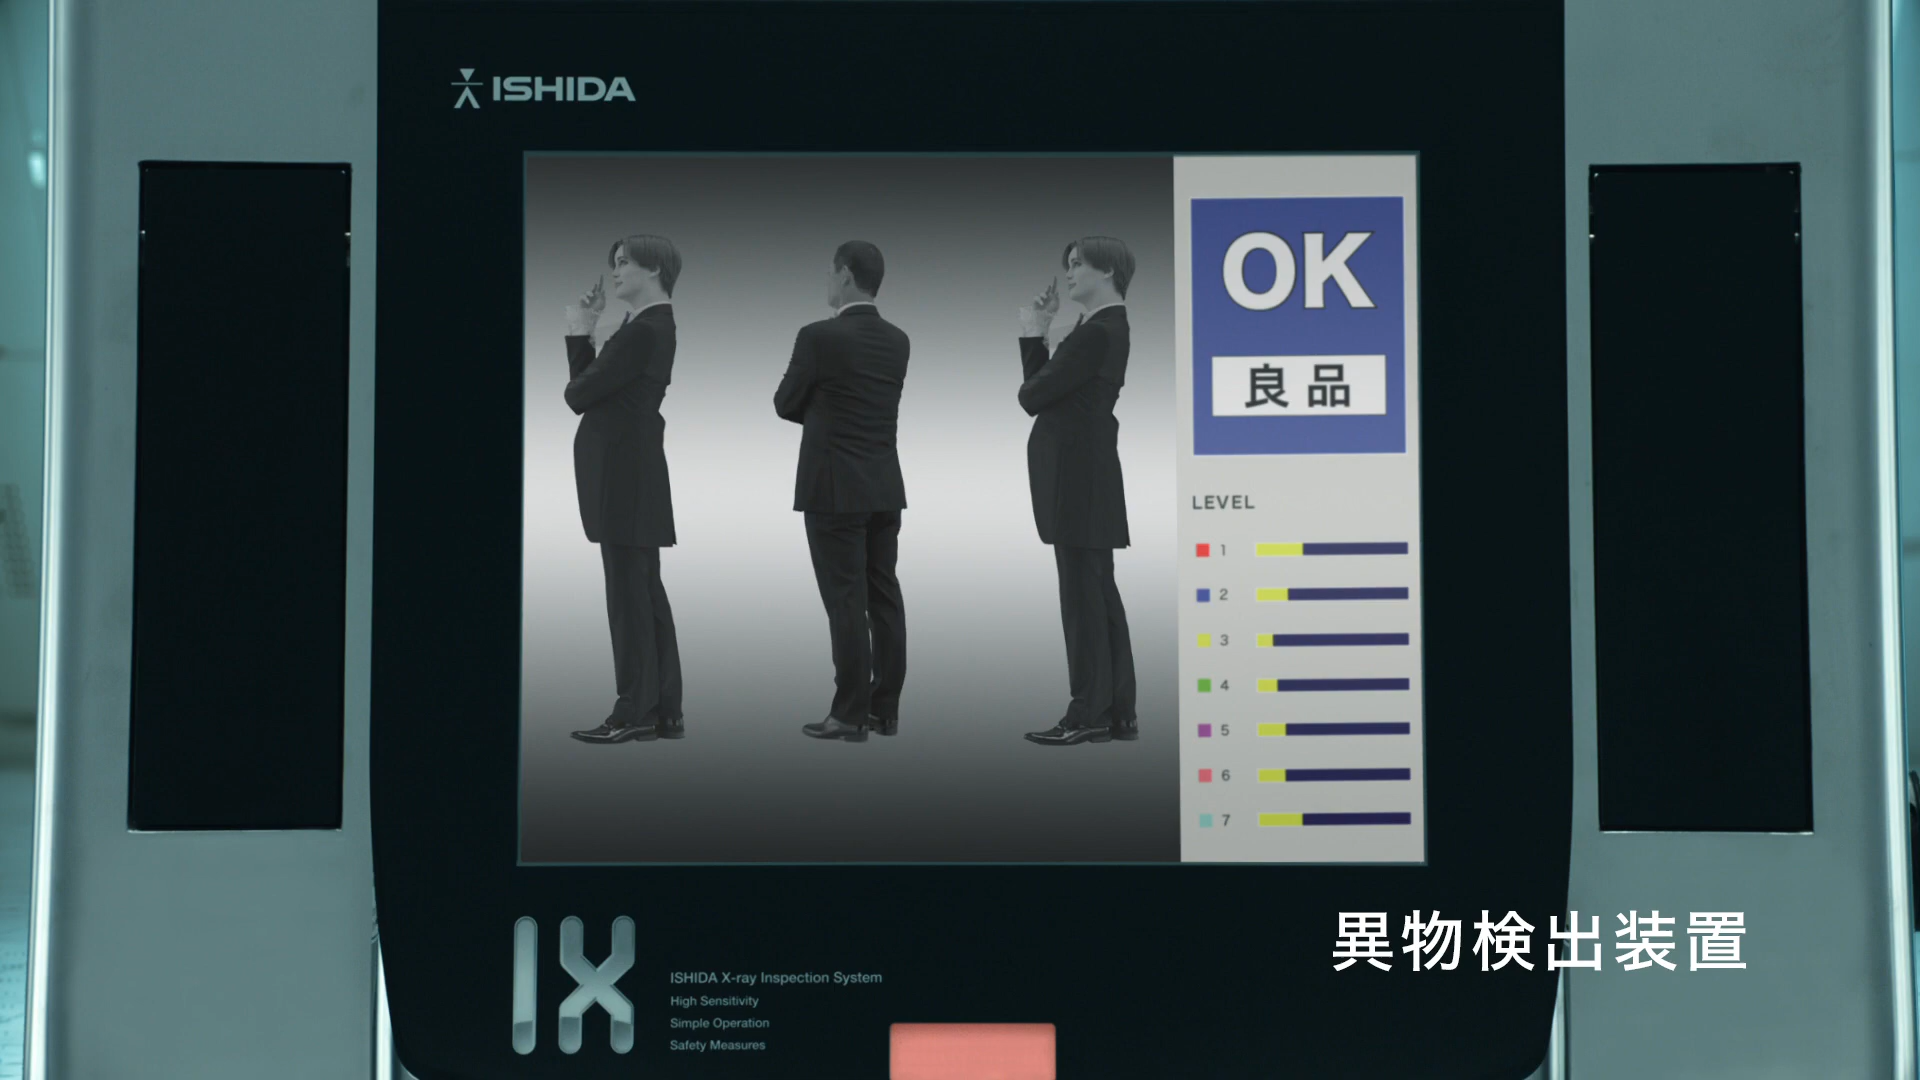 ISHIDA
OK
良品
LEVEL
1
2
3
4
5
6
7
異物検出装置
IX
ISHIDA X-ray Inspection System
High Sensitivity
Simple Operation
Safety Measures